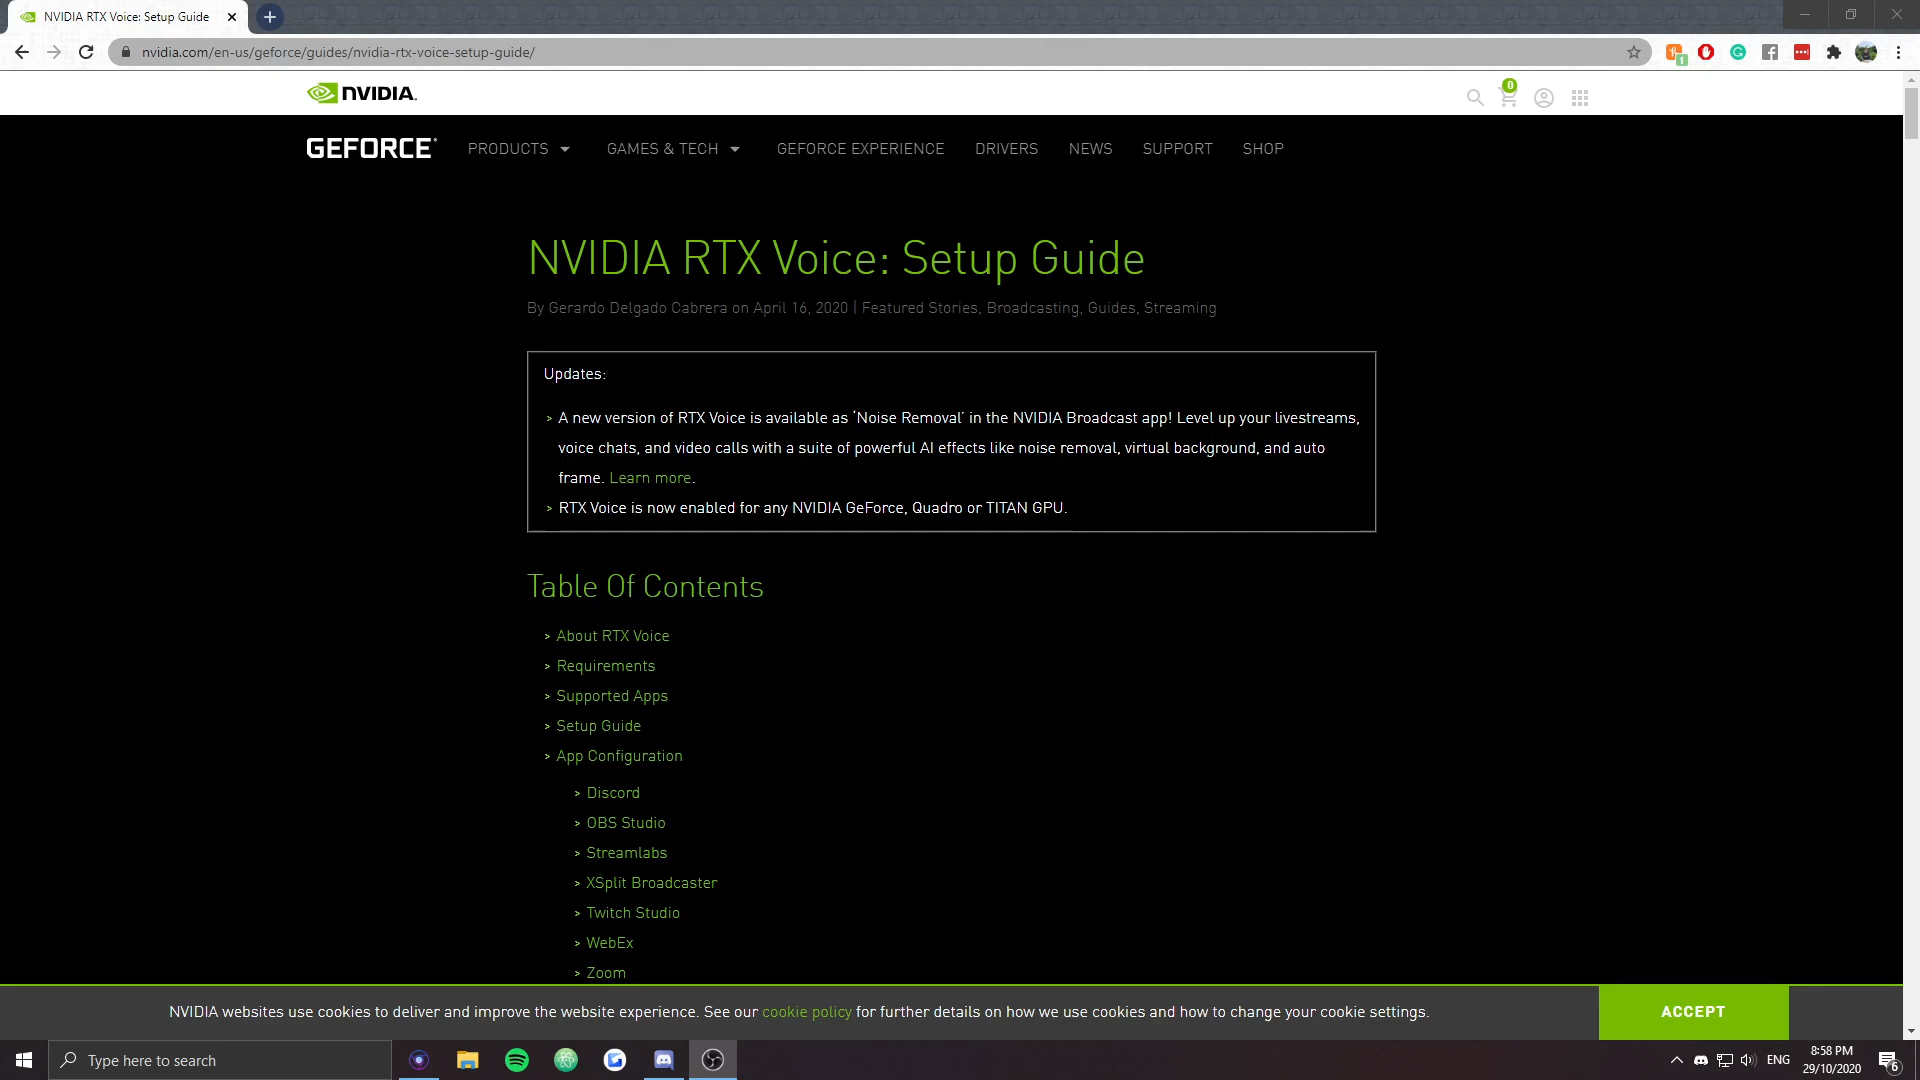 NVIDIA RTX Voice: Setup Guide
nvidia.com/en-us/geforce/guides/nvidia-rtx-voice-setup-guide/
1
NVIDIA.
0
GEFORCE
PRODUCTS
GAMES & TECH
GEFORCE EXPERIENCE
DRIVERS
NEWS
SUPPORT
SHOP
NVIDIA RTX Voice: Setup Guide
By Gerardo Delgado Cabrera on April 16, 2020 | Featured Stories, Broadcasting, Guides, Streaming
Updates:
> A new version of RTX Voice is available as ‘Noise Removal’ in the NVIDIA Broadcast app! Level up your livestreams,
voice chats, and video calls with a suite of powerful AI effects like noise removal, virtual background, and auto
frame. Learn more.
> RTX Voice is now enabled for any NVIDIA GeForce, Quadro or TITAN GPU.
Table Of Contents
> About RTX Voice
> Requirements
> Supported Apps
> Setup Guide
> App Configuration
> Discord
> OBS Studio
> Streamlabs
> XSplit Broadcaster
> Twitch Studio
> WebEx
> Zoom
NVIDIA websites use cookies to deliver and improve the website experience. See our cookie policy for further details on how we use cookies and how to change your cookie settings.
ACCEPT
Type here to search
ENG
8:58 PM
29/10/2020
6